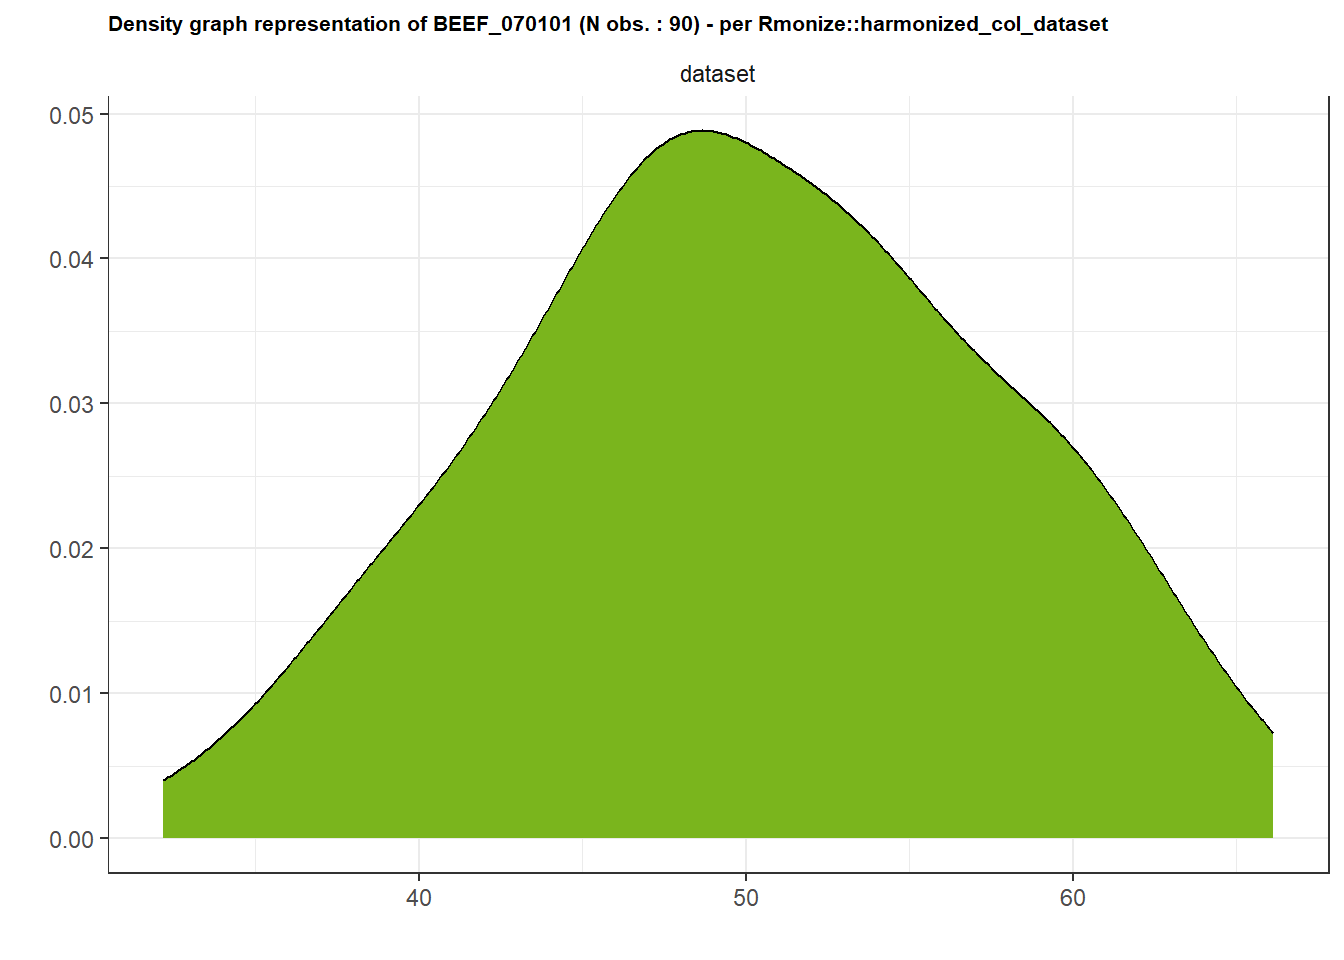 Density graph representation of BEEF_070101 (N obs. : 90) - per Rmonize::harmonized_col_dataset
dataset
0.05
0.04
0.03
0.02
0.01
0.00
40 50 60